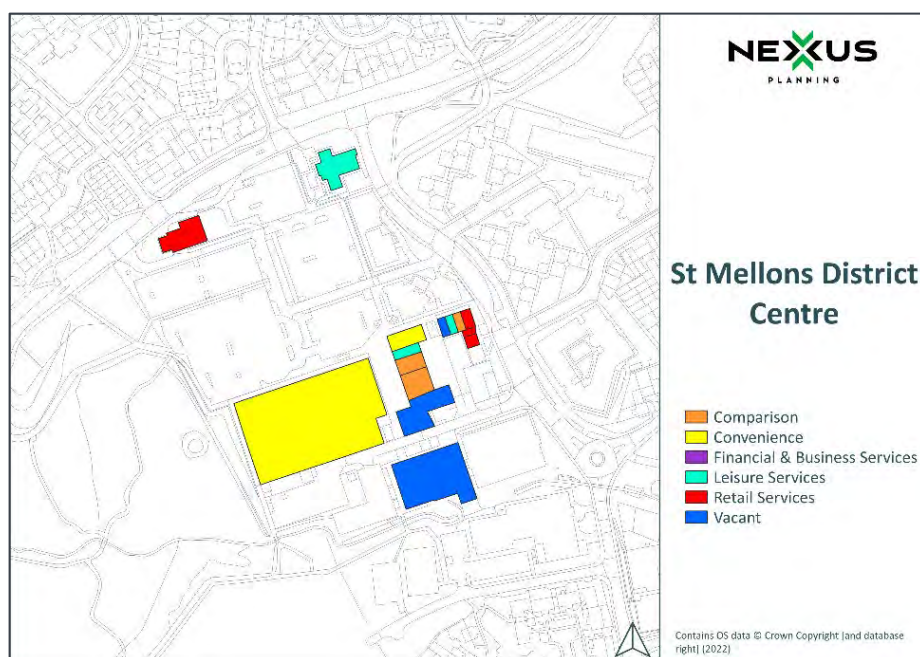 NEXUS
PLANNING
St Mellons District
Centre
Comparison
Convenience
Financial & Business Services
Leisure Services
Retail Services
Vacant
Contains OS data © Crown Copyright [and database
right] (2022)